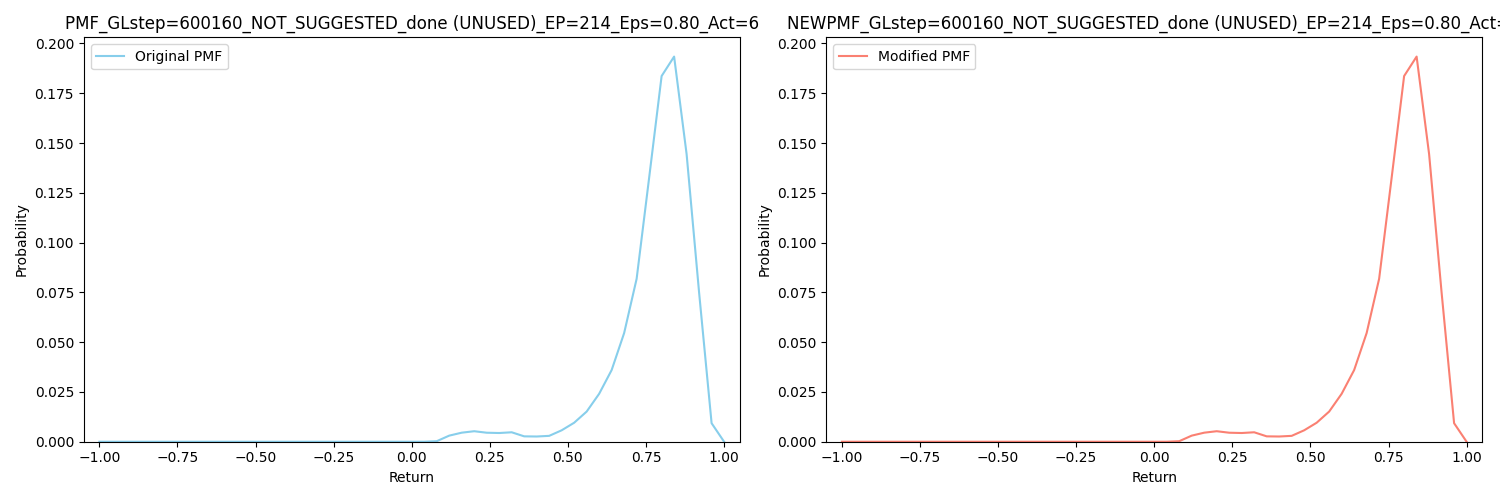 PMF_GLstep=600160_NOT_SUGGESTED_done (UNUSED)_EP=214_Eps=0.80_Act=6
Original PMF
0.200
0.175
0.150
0.125
0.100
0.075
0.050
0.025
0.000
Probability
−1.00 −0.75 −0.50 −0.25 0.00 0.25 0.50 0.75 1.00
Return
NEWPMF_GLstep=600160_NOT_SUGGESTED_done (UNUSED)_EP=214_Eps=0.80_Act=
Modified PMF
0.200
0.175
0.150
0.125
0.100
0.075
0.050
0.025
0.000
Probability
−1.00 −0.75 −0.50 −0.25 0.00 0.25 0.50 0.75 1.00
Return